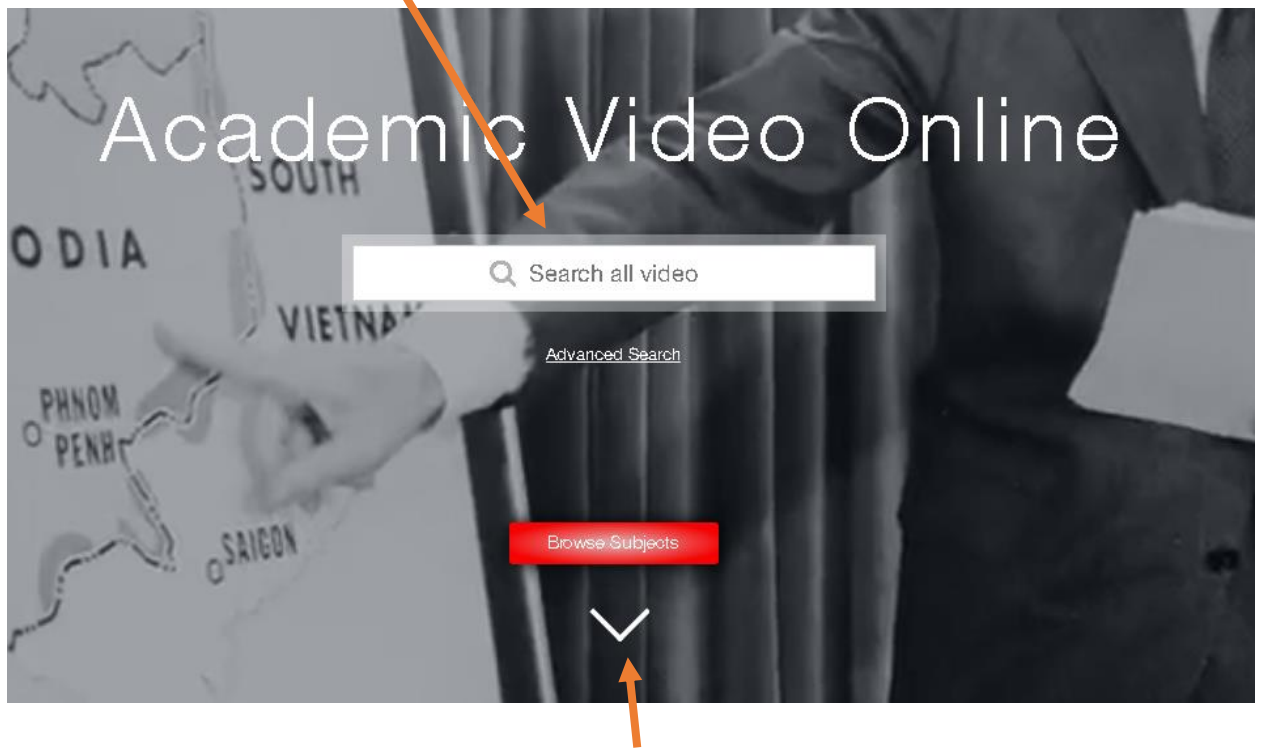 Academic Video Online
SOUTH
ODIA
Search all video
VIETNA
Advanced Search
PHNOM
PENH
SAIGON
Browse Subjects